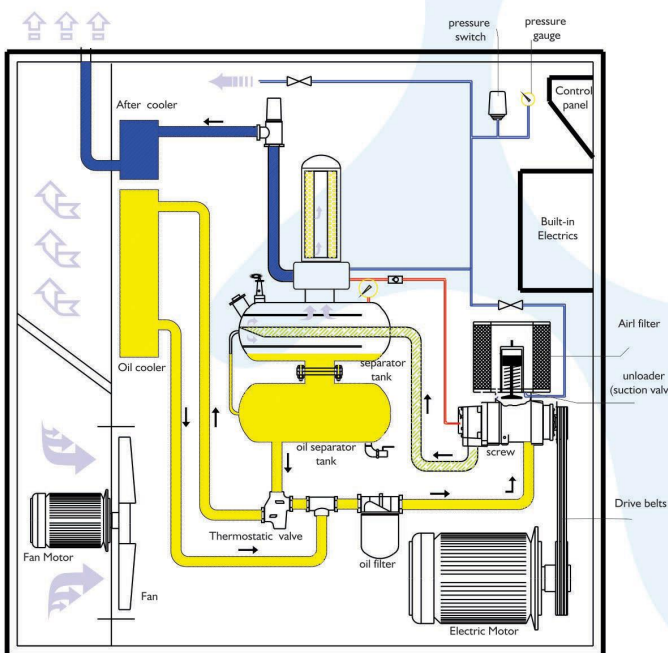 pressure
switch
pressure
gauge
After cooler
Control
panel
Built-in
Electrics
Airl filter
unloader
(suction valv
Oil cooler
separator
tank
screw
oil separator
tank
Drive belts
Thermostatic valve
oil filter
Fan Motor
Fan
Electric Motor